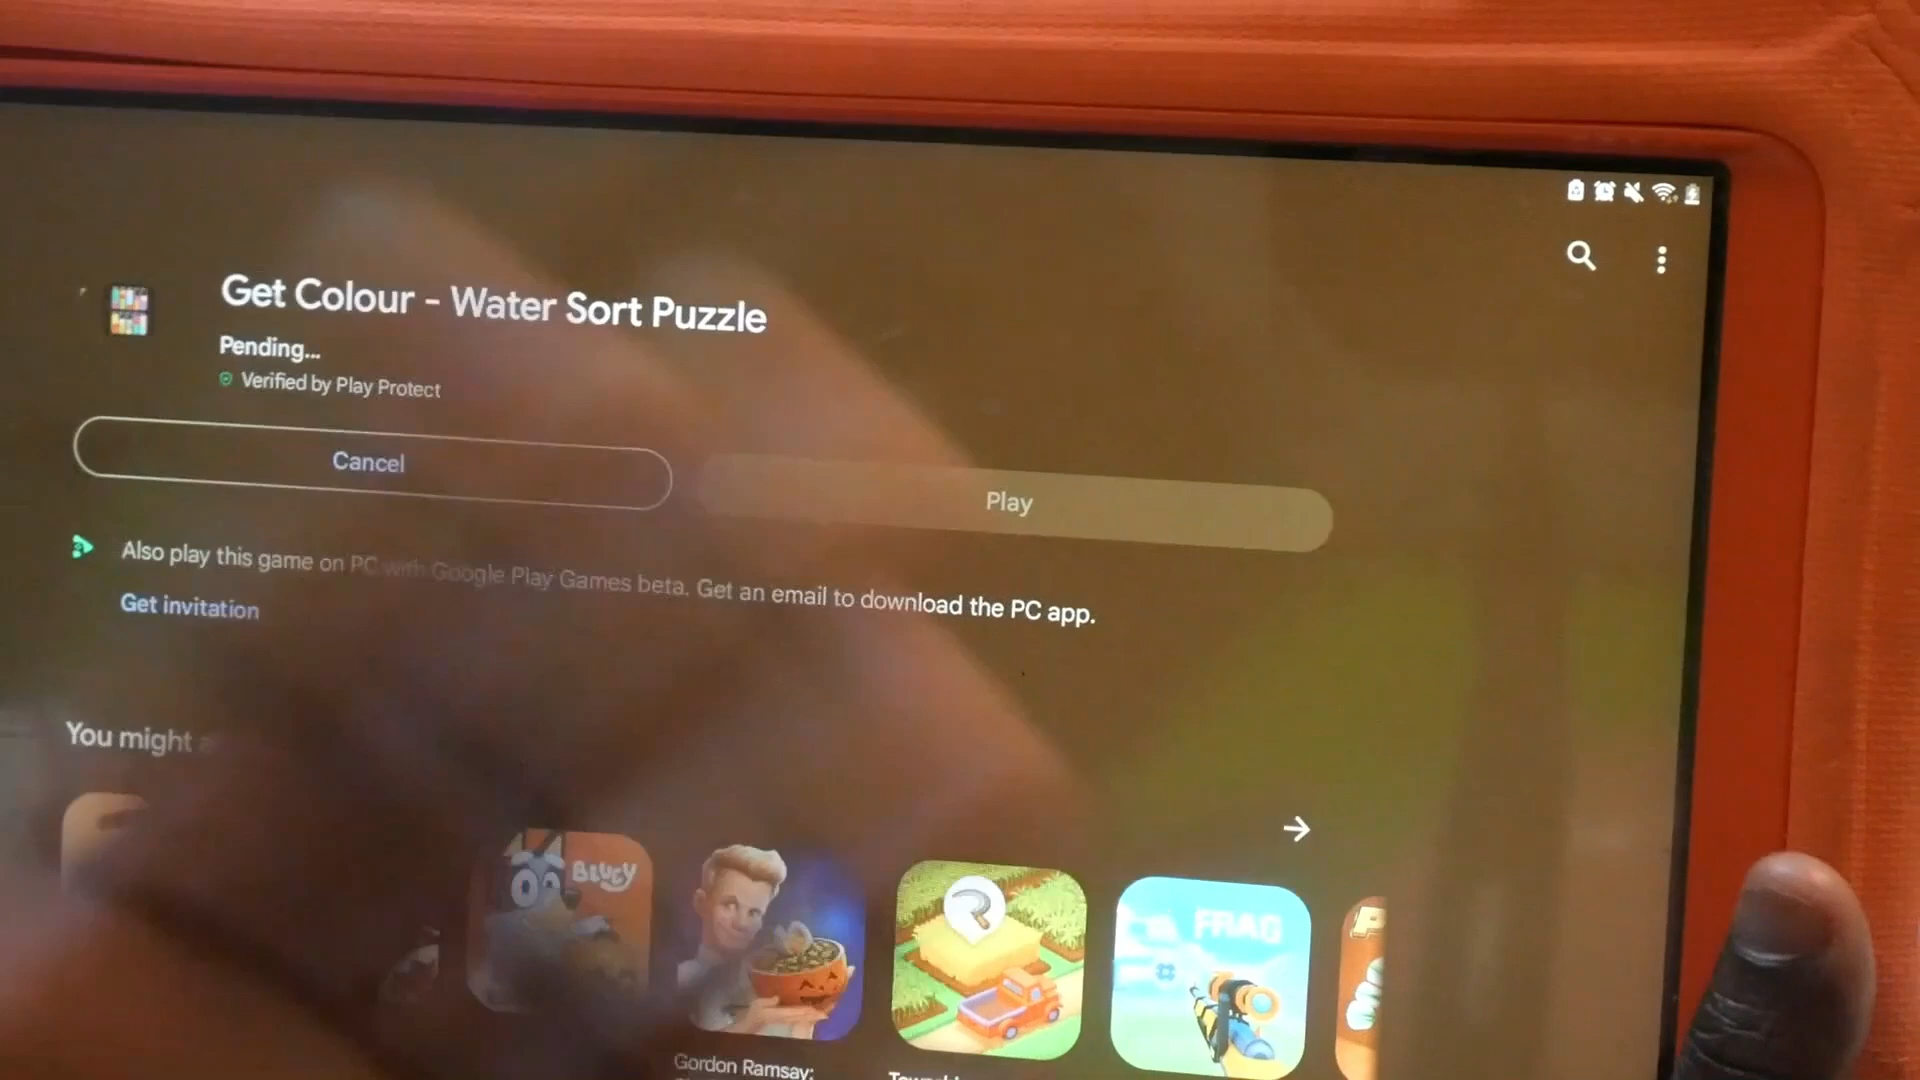 Get Colour - Water Sort Puzzle
Pending...
Verified by Play Protect
Cancel
Play
Also play this game on PC with Google Play Games beta. Get an email to download the PC app.
Get invitation
You might
BLUEY
FRAG
Gordon Ramsay: